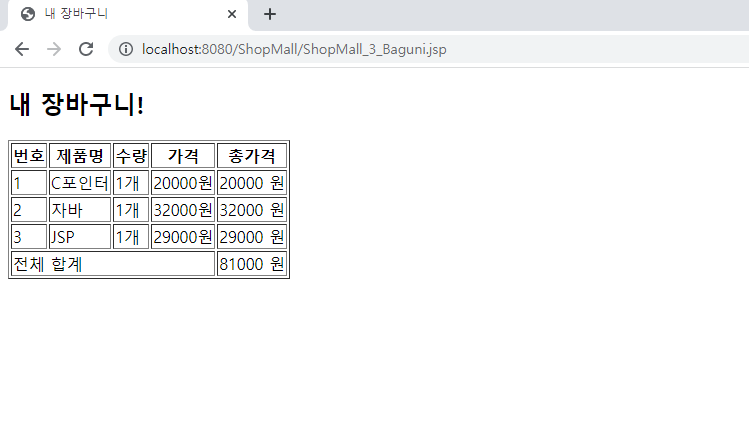 내 장바구니
localhost:8080/ShopMall/ShopMall_3_Baguni.jsp
내 장바구니!
번호 제품명 수량 가격 총가격
1 C포인터 1개 20000원 20000 원
2 자바 1개 32000원 32000 원
3 JSP 1개 29000원 29000 원
전체 합계 81000 원